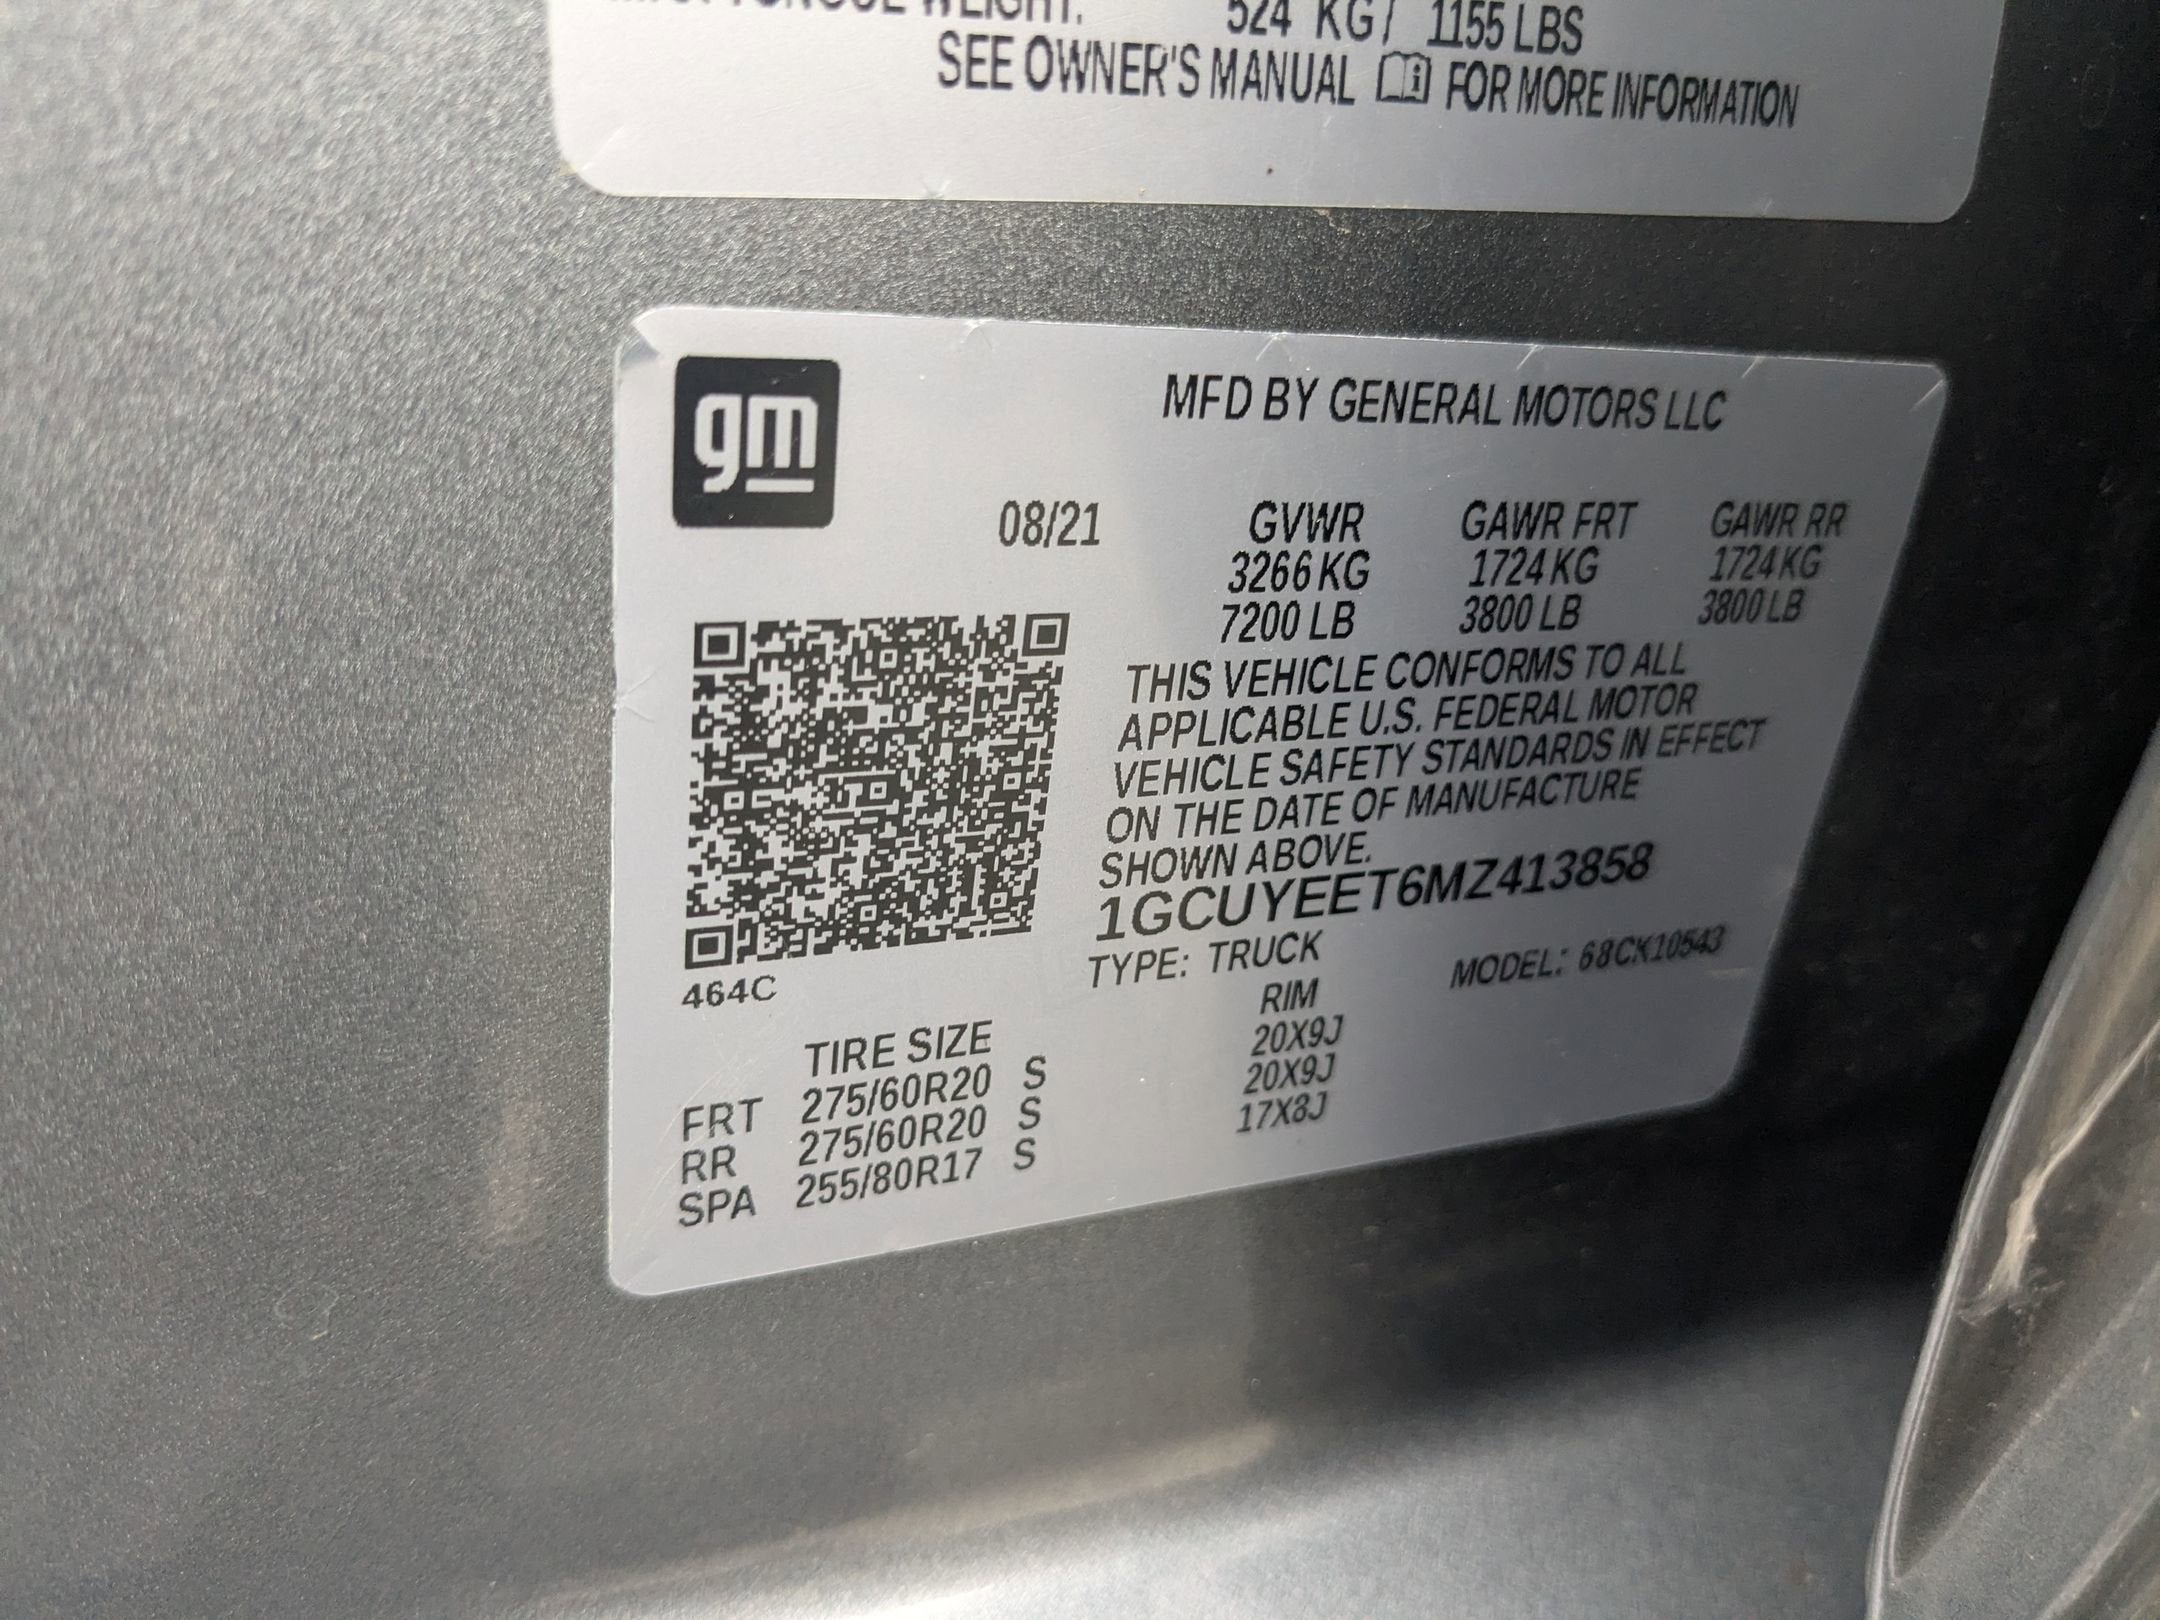 TONGUE WEIGHT: 524 KG / 1155 LBS
SEE OWNER'S MANUAL FOR MORE INFORMATION
gm
MFD BY GENERAL MOTORS LLC
08/21 GVWR GAWR FRT GAWR RR
3266 KG 1724 KG 1724 KG
7200 LB 3800 LB 3800 LB
THIS VEHICLE CONFORMS TO ALL
APPLICABLE U.S. FEDERAL MOTOR
VEHICLE SAFETY STANDARDS IN EFFECT
ON THE DATE OF MANUFACTURE
SHOWN ABOVE.
1GCUYEET6MZ413858
TYPE: TRUCK MODEL: 68CK10543
464C
TIRE SIZE RIM
FRT 275/60R20 S 20X9J
RR 275/60R20 S 20X9J
SPA 255/80R17 S 17X8J